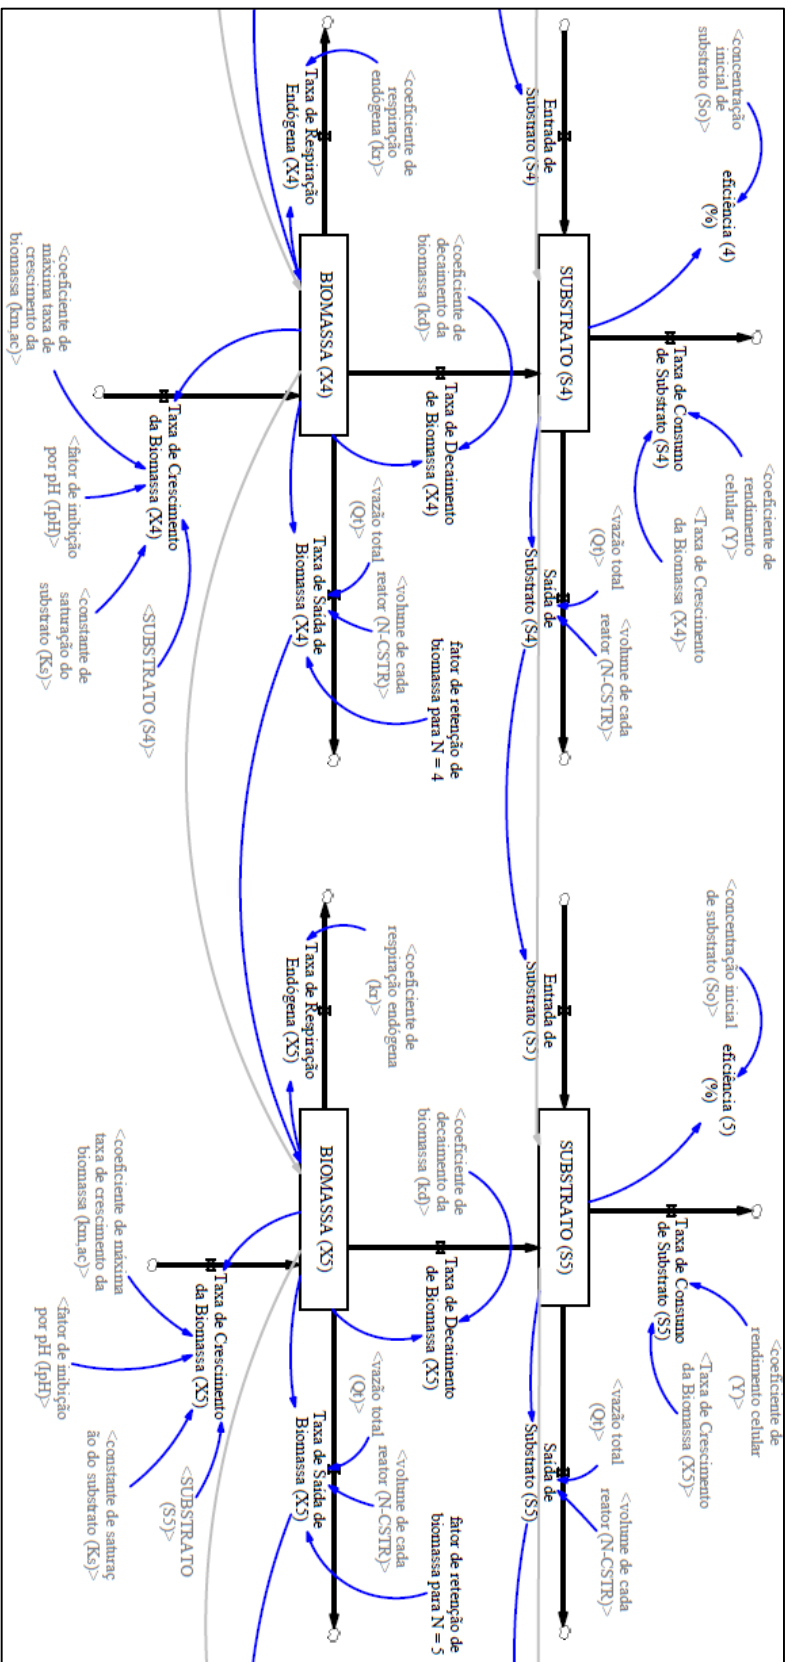 <concentração
inicial de
substrato (So)>
eficiência (4)
(%)
Entrada de
Substrato (S4)
SUBSTRATO (S4)
Taxa de Consumo
de Substrato (S4)
<coeficiente de
rendimento
celular (Y)>
<Taxa de Crescimento
da Biomassa (X4)>
<vazão total
(Qt)>
<volume de cada
reator (N-CSTR)>
Saída de
Substrato (S4)
<coeficiente de
respiração
endógena (kr)>
Taxa de Respiração
Endógena (X4)
<coeficiente de
decaimento da
biomassa (kd)>
Taxa de Decaimento
de Biomassa (X4)
BIOMASSA (X4)
<vazão total
(Qt)>
<volume de cada
reator (N-CSTR)>
fator de retenção de
biomassa para N = 4
Taxa de Saída de
Biomassa (X4)
<coeficiente de
máxima taxa de
crescimento da
biomassa (km,ac)>
Taxa de Crescimento
da Biomassa (X4)
<fator de inibição
por pH (IpH)>
<constante de
saturação do
substrato (Ks)>
<SUBSTRATO (S4)>
<concentração inicial
de substrato (So)>
eficiência (5)
(%)
Entrada de
Substrato (S5)
SUBSTRATO (S5)
Taxa de Consumo
de Substrato (S5)
<coeficiente de
rendimento celular
(Y)>
<Taxa de Crescimento
da Biomassa (X5)>
<vazão total
(Qt)>
<volume de cada
reator (N-CSTR)>
Saída de
Substrato (S5)
<coeficiente de
respiração endógena
(kr)>
Taxa de Respiração
Endógena (X5)
<coeficiente de
decaimento da
biomassa (kd)>
Taxa de Decaimento
de Biomassa (X5)
BIOMASSA (X5)
<vazão total
(Qt)>
<volume de cada
reator (N-CSTR)>
fator de retenção de
biomassa para N = 5
Taxa de Saída de
Biomassa (X5)
<coeficiente de máxima
taxa de crescimento da
biomassa (km,ac)>
Taxa de Crescimento
da Biomassa (X5)
<fator de inibição
por pH (IpH)>
<constante de saturaç
ão do substrato (Ks)>
<SUBSTRATO
(S5)>